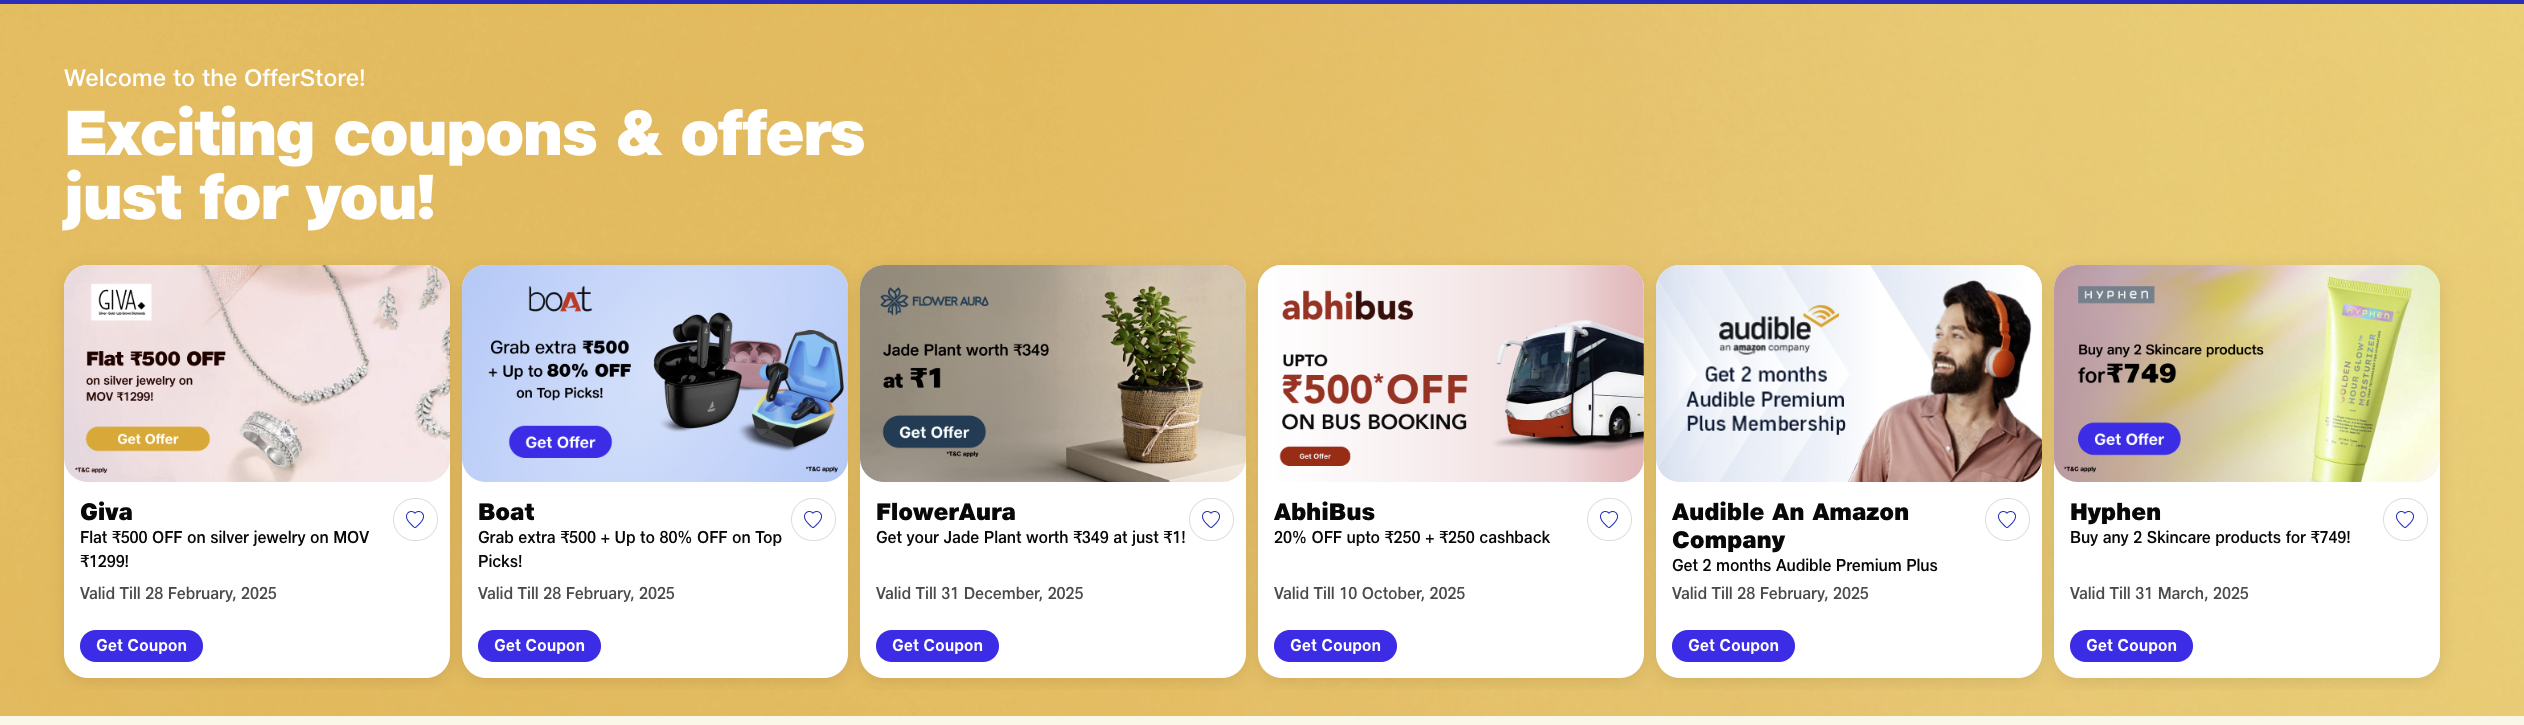 Welcome to the OfferStore!
Exciting coupons & offers
just for you!
GIVA
Flat ₹500 OFF
on silver jewelry on
MOV ₹1299!
Get Offer
*T&C apply
Giva
Flat ₹500 OFF on silver jewelry on MOV
₹1299!
Valid Till 28 February, 2025
Get Coupon
boAt
Grab extra ₹500
+ Up to 80% OFF
on Top Picks!
Get Offer
*T&C apply
Boat
Grab extra ₹500 + Up to 80% OFF on Top
Picks!
Valid Till 28 February, 2025
Get Coupon
FLOWER AURA
Jade Plant worth ₹349
at ₹1
Get Offer
*T&C apply
FlowerAura
Get your Jade Plant worth ₹349 at just ₹1!
Valid Till 31 December, 2025
Get Coupon
abhibus
UPTO
₹500*OFF
ON BUS BOOKING
Get Offer
AbhiBus
20% OFF upto ₹250 + ₹250 cashback
Valid Till 10 October, 2025
Get Coupon
audible
an amazon company
Get 2 months
Audible Premium
Plus Membership
Audible An Amazon
Company
Get 2 months Audible Premium Plus
Valid Till 28 February, 2025
Get Coupon
HYPHEN
Buy any 2 Skincare products
for ₹749
Get Offer
*T&C apply
HYPHEN
GOLDEN
HOUR GLOW™
MOISTURIZER
Hyphen
Buy any 2 Skincare products for ₹749!
Valid Till 31 March, 2025
Get Coupon